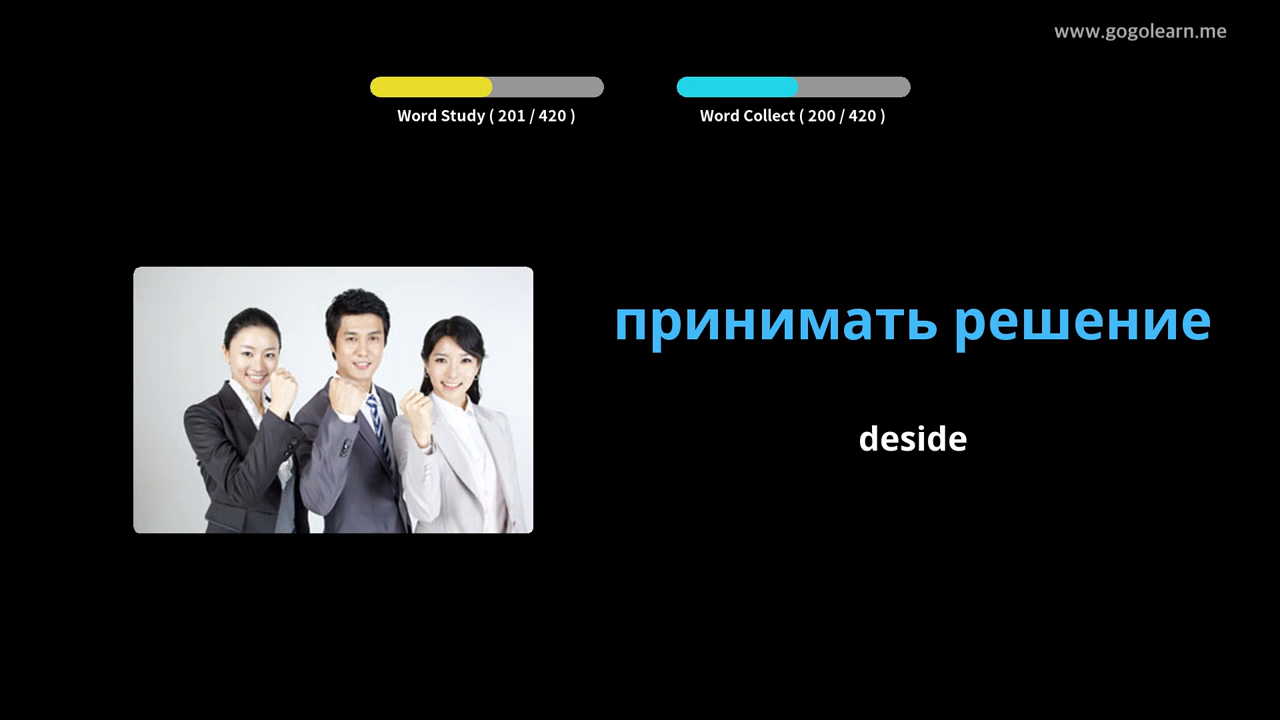 www.gogolearn.me
Word Study ( 201 / 420 )
Word Collect ( 200 / 420 )
принимать решение
deside